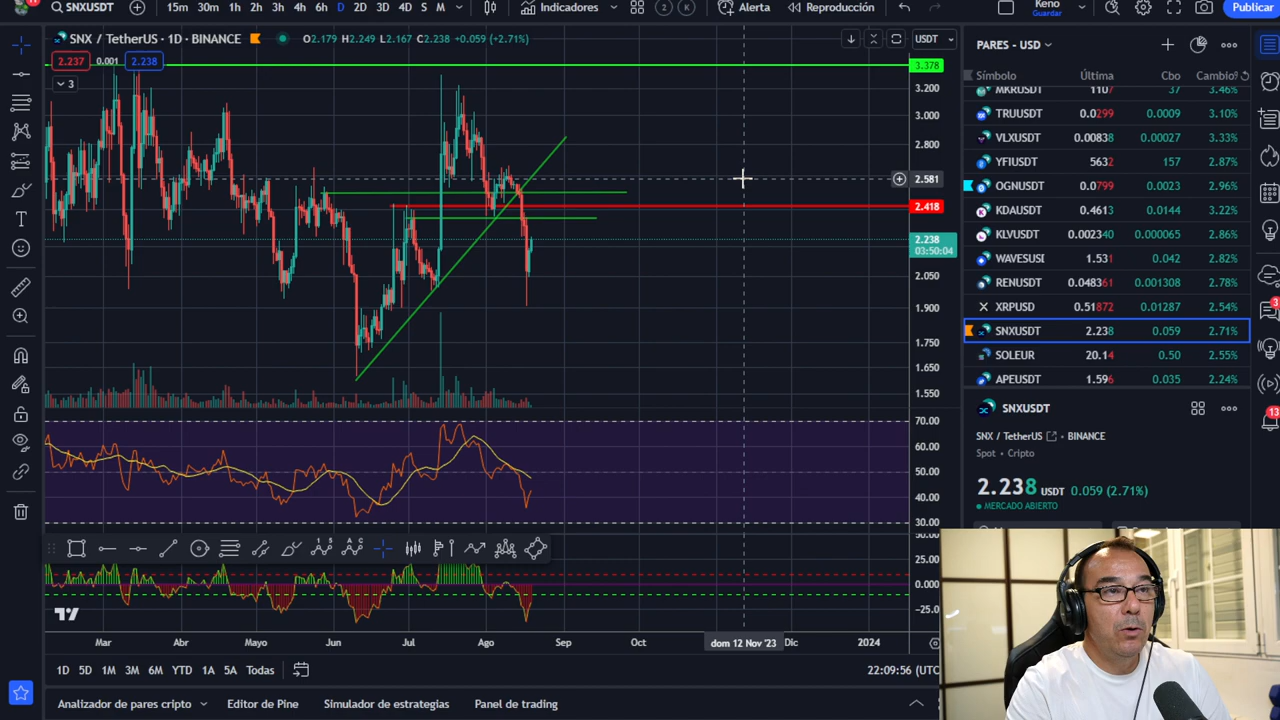 SNXUSDT 15m 30m 1h 2h 3h 4h 6h D 2D 3D 4D S M Indicadores 2 K Alerta Reproducción Keno Guardar Publicar
SNX / TetherUS · 1D · BINANCE O2.179 H2.249 L2.167 C2.238 +0.059 (+2.71%) USDT
2.237 0.001 2.238
3
3.378
3.200
3.000
2.800
2.581
2.418
2.238
03:50:04
2.050
1.900
1.750
1.650
1.550
70.00
60.00
50.00
40.00
30.00
50.00
25.00
0.000
−25.00
Mar Abr Mayo Jun Jul Ago Sep Oct dom 12 Nov '23 Dic 2024
1D 5D 1M 3M 6M YTD 1A 5A Todas 22:09:56 (UTC
Analizador de pares cripto Editor de Pine Simulador de estrategias Panel de trading
PARES - USD
Símbolo Última Cbo Cambio%
MKRUSDT 1107 37 3.46%
TRUUSDT 0.0299 0.0009 3.10%
VLXUSDT 0.00838 0.00027 3.33%
YFIUSDT 5632 157 2.87%
OGNUSDT 0.0799 0.0023 2.96%
KDAUSDT 0.4613 0.0144 3.22%
KLVUSDT 0.002340 0.000065 2.86%
WAVESUSI 1.531 0.042 2.82%
RENUSDT 0.048361 0.001308 2.78%
XRPUSD 0.51872 0.01287 2.54%
SNXUSDT 2.238 0.059 2.71%
SOLEUR 20.14 0.50 2.55%
APEUSDT 1.596 0.035 2.24%
SNXUSDT
SNX / TetherUS BINANCE
Spot • Cripto
2.238 USDT 0.059 (2.71%)
MERCADO ABIERTO
3
13